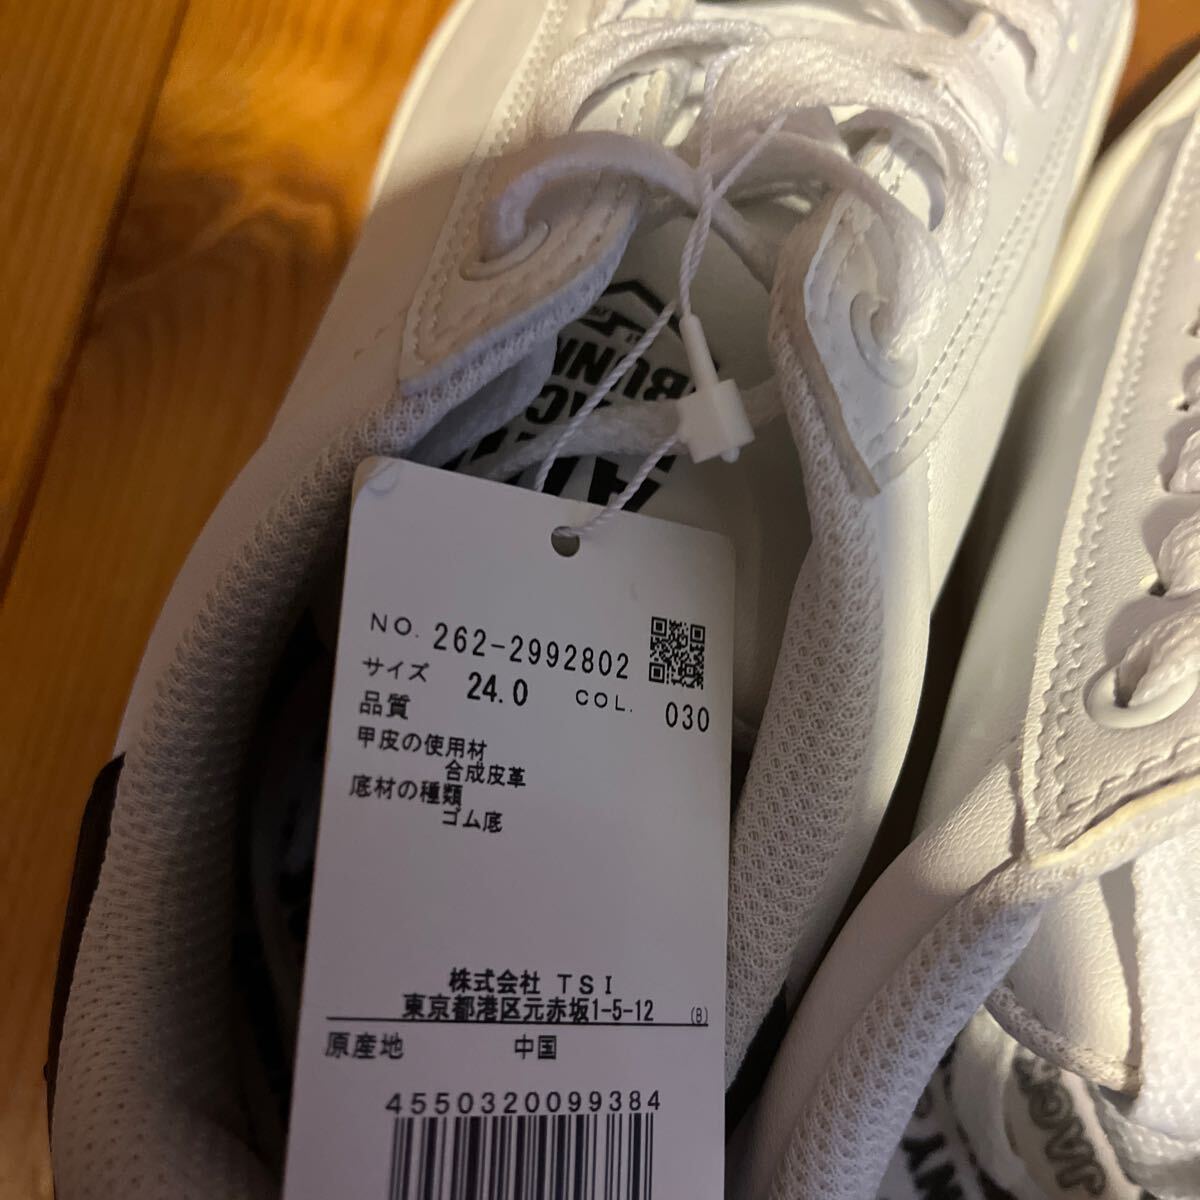 NO. 262-2992802
サイズ 24.0 COL. 030
品質
甲皮の使用材
合成皮革
底材の種類
ゴム底
株式会社 TSI
東京都港区元赤坂1-5-12 (B)
原産地 中国
4550320099384
JACK